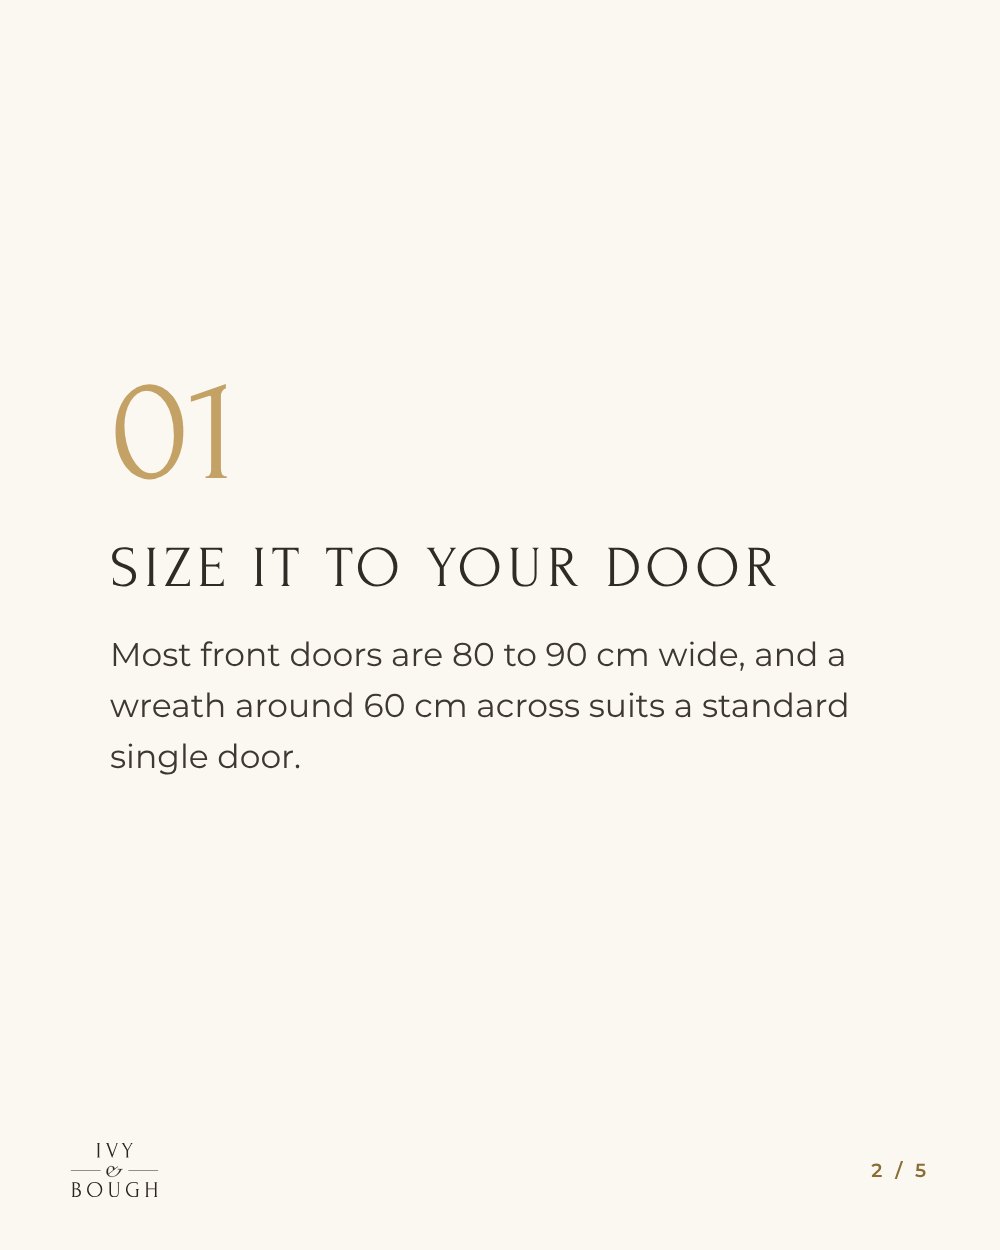 01
SIZE IT TO YOUR DOOR
Most front doors are 80 to 90 cm wide, and a
wreath around 60 cm across suits a standard
single door.
IVY
&
BOUGH
2 / 5